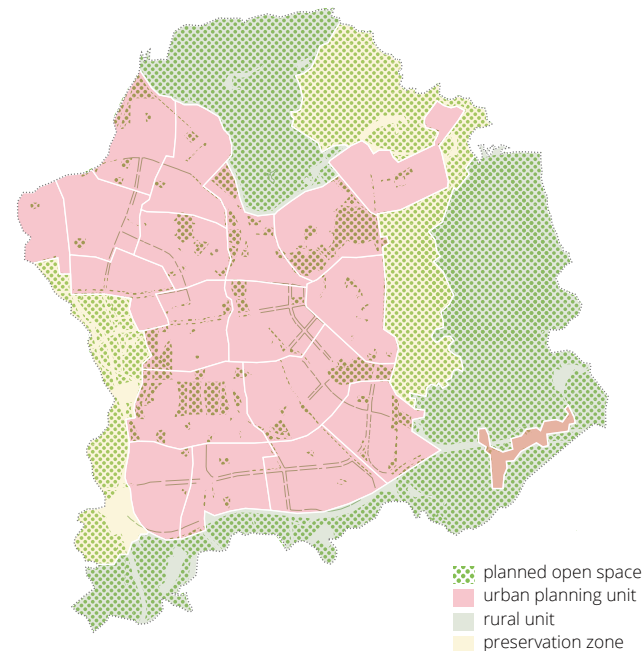 planned open space
urban planning unit
rural unit
preservation zone